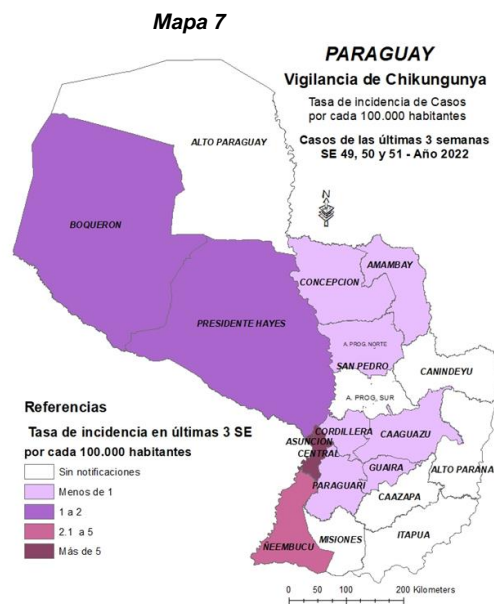 Mapa 7
PARAGUAY
Vigilancia de Chikungunya
Tasa de incidencia de Casos
por cada 100.000 habitantes
Casos de las últimas 3 semanas
SE 49, 50 y 51 - Año 2022
N
ALTO PARAGUAY
BOQUERON
AMAMBAY
CONCEPCION
PRESIDENTE HAYES
A. PROG. NORTE
SAN PEDRO
CANINDEYU
A. PROG. SUR
CORDILLERA
CAAGUAZU
ASUNCION
CENTRAL
GUAIRA
ALTO PARANA
PARAGUARI
CAAZAPA
ÑEEMBUCU
MISIONES
ITAPUA
Referencias
Tasa de incidencia en últimas 3 SE
por cada 100.000 habitantes
Sin notificaciones
Menos de 1
1 a 2
2.1 a 5
Más de 5
0 50 100 200 Kilometers